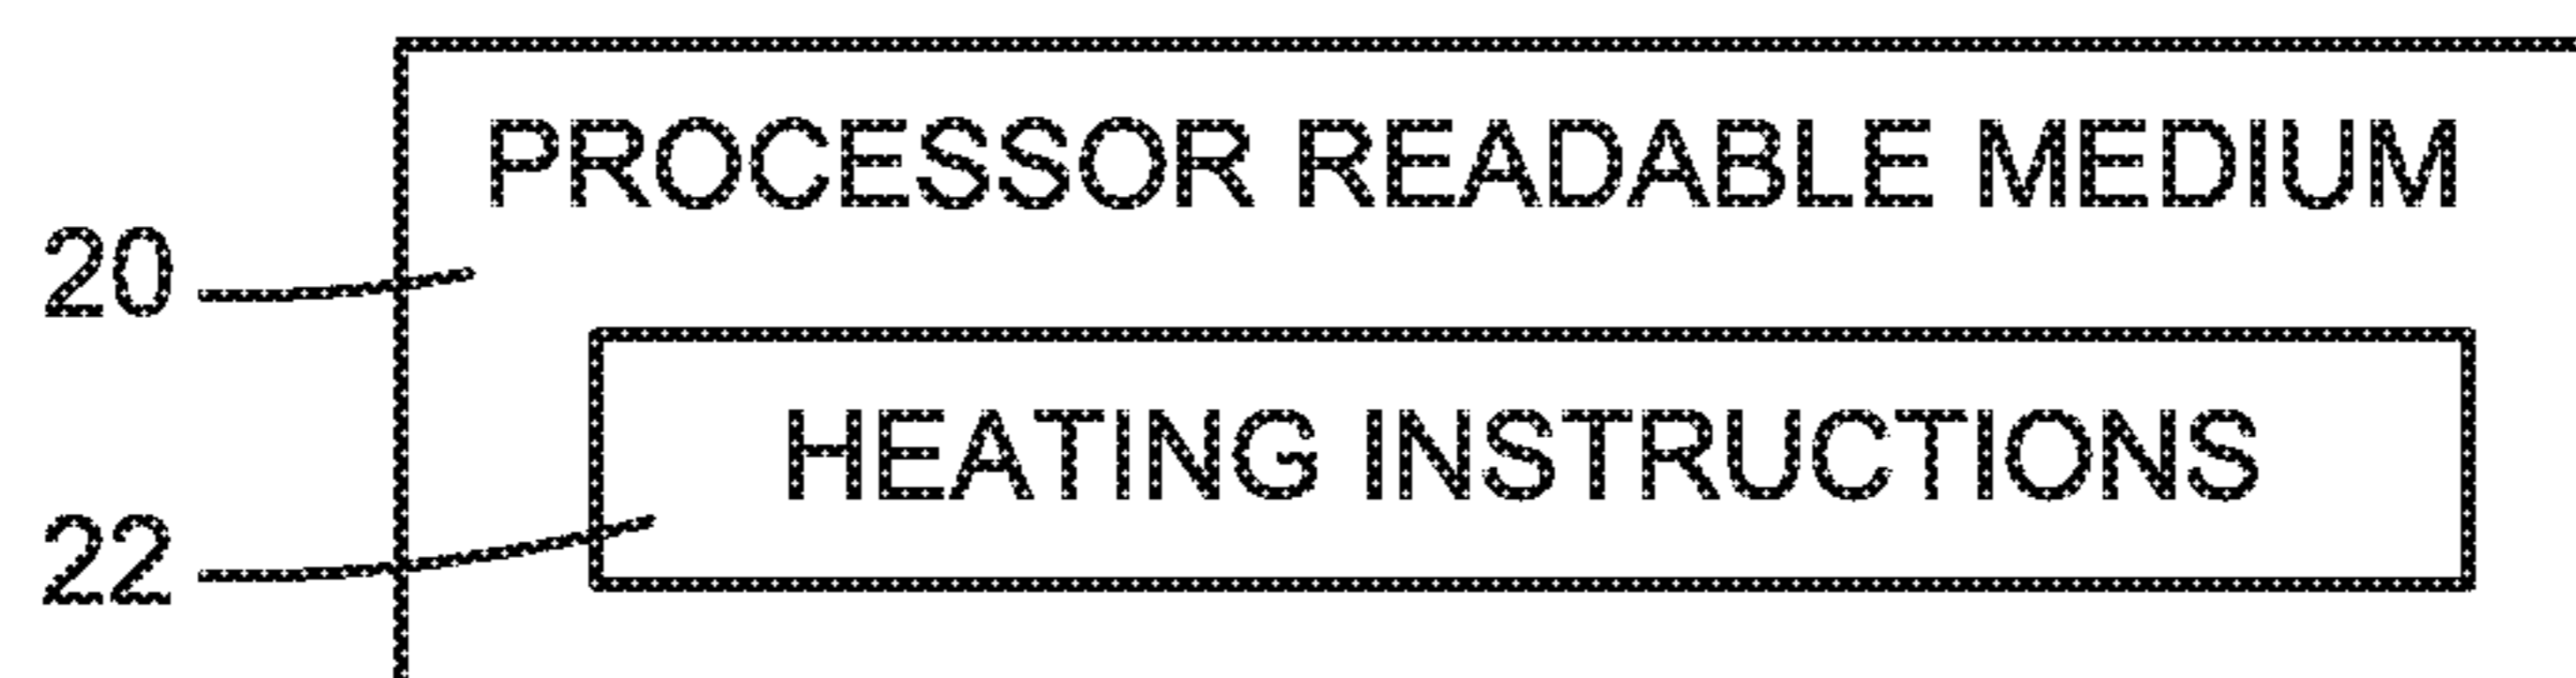 PROCESSOR READABLE MEDIUM
20
HEATING INSTRUCTIONS
22